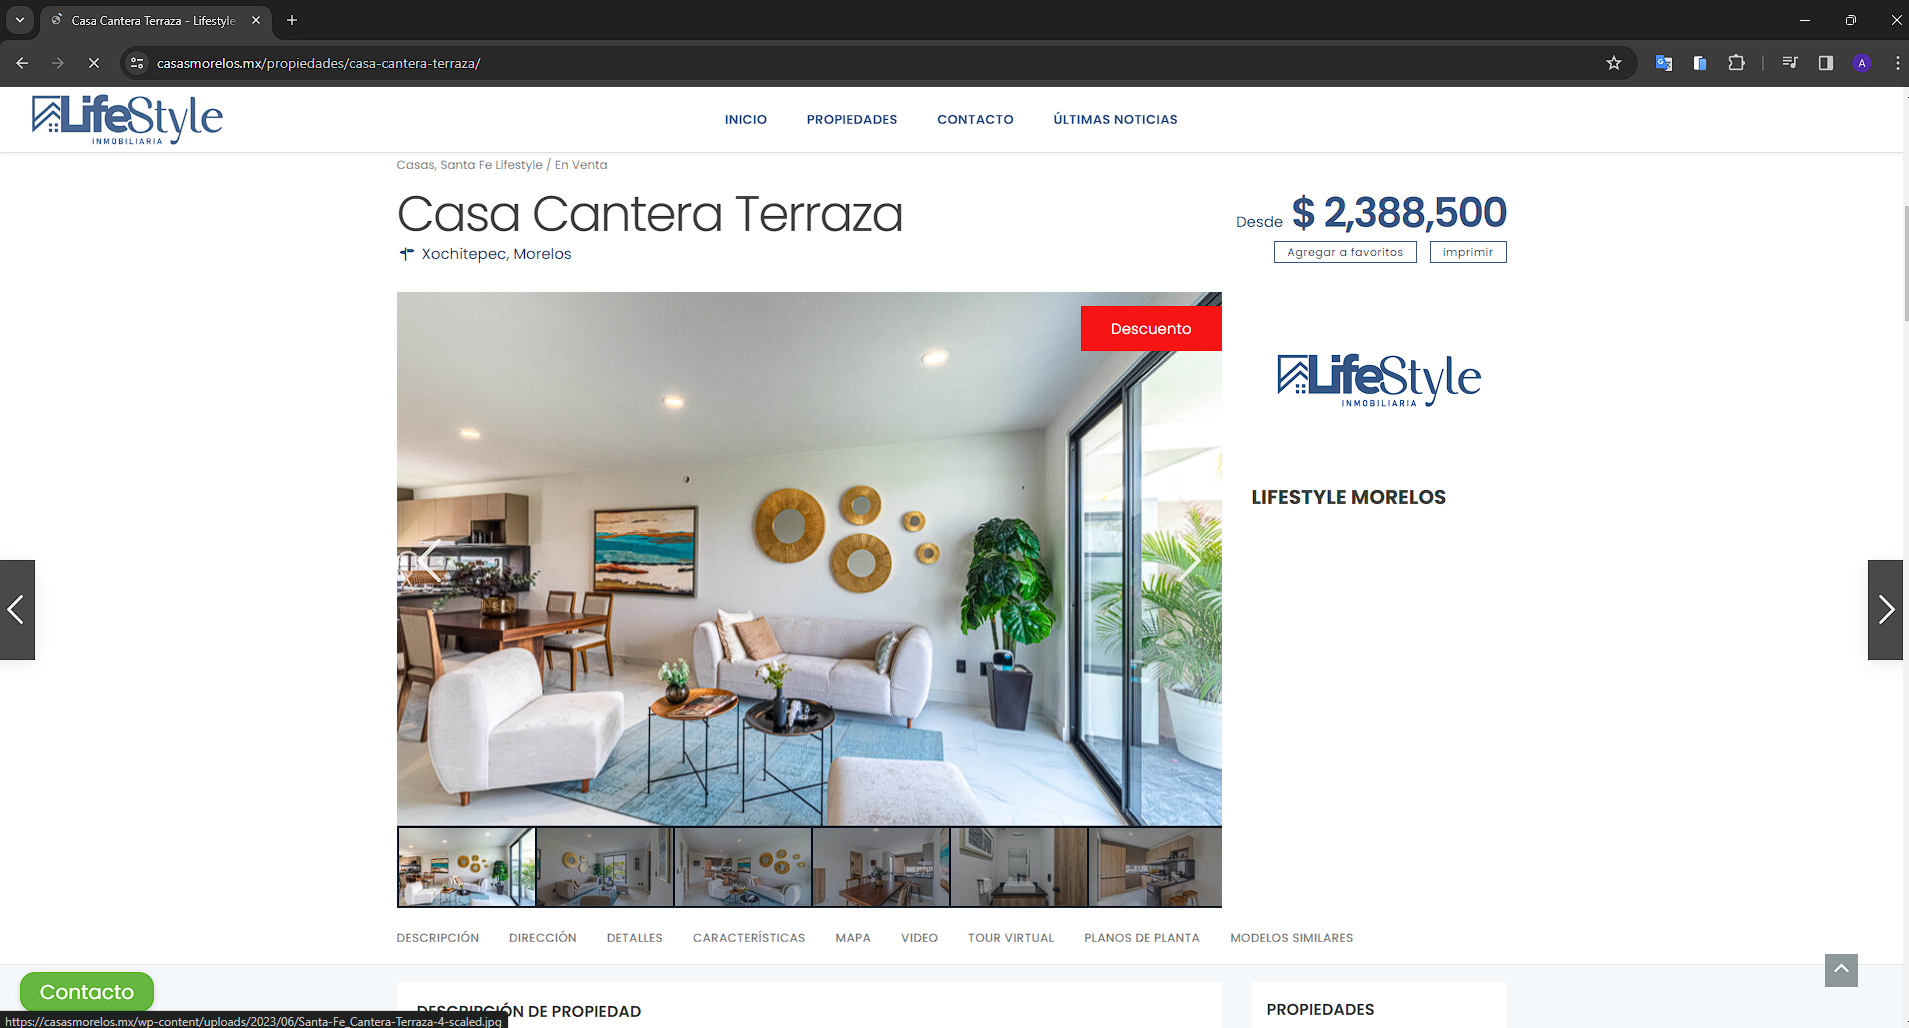 Casa Cantera Terraza - Lifestyle
casasmorelos.mx/propiedades/casa-cantera-terraza/
A
LifeStyle
INMOBILIARIA
INICIO
PROPIEDADES
CONTACTO
ÚLTIMAS NOTICIAS
Casas, Santa Fe Lifestyle / En Venta
Casa Cantera Terraza
Desde $ 2,388,500
Xochitepec, Morelos
Agregar a favoritos
imprimir
Descuento
LifeStyle
INMOBILIARIA
LIFESTYLE MORELOS
DESCRIPCIÓN
DIRECCIÓN
DETALLES
CARACTERÍSTICAS
MAPA
VIDEO
TOUR VIRTUAL
PLANOS DE PLANTA
MODELOS SIMILARES
Contacto
DESCRIPCIÓN DE PROPIEDAD
PROPIEDADES
https://casasmorelos.mx/wp-content/uploads/2023/06/Santa-Fe_Cantera-Terraza-4-scaled.jpg